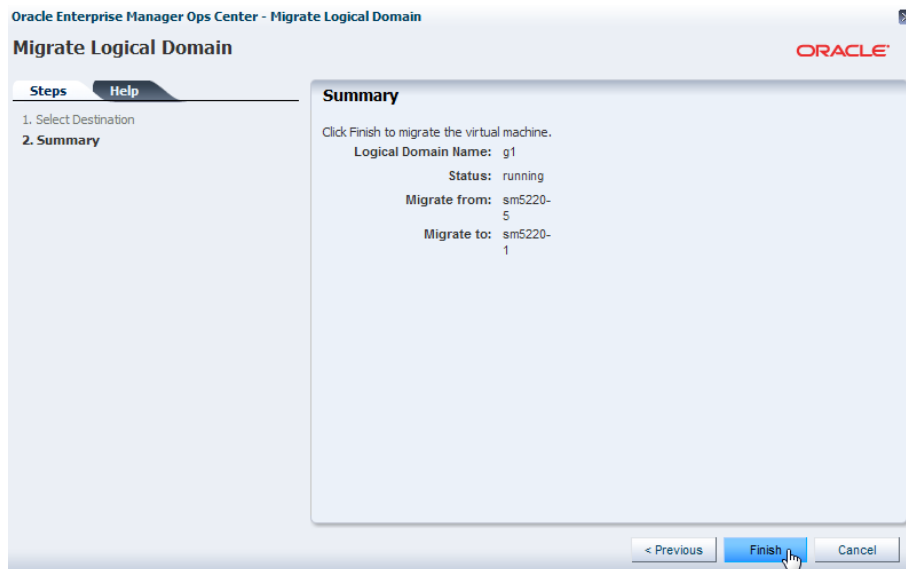 Oracle Enterprise Manager Ops Center - Migrate Logical Domain
Migrate Logical Domain
ORACLE
Steps
Help
1. Select Destination
2. Summary
Summary
Click Finish to migrate the virtual machine.
Logical Domain Name: g1
Status: running
Migrate from: sm5220-
5
Migrate to: sm5220-
1
< Previous
Finish
Cancel